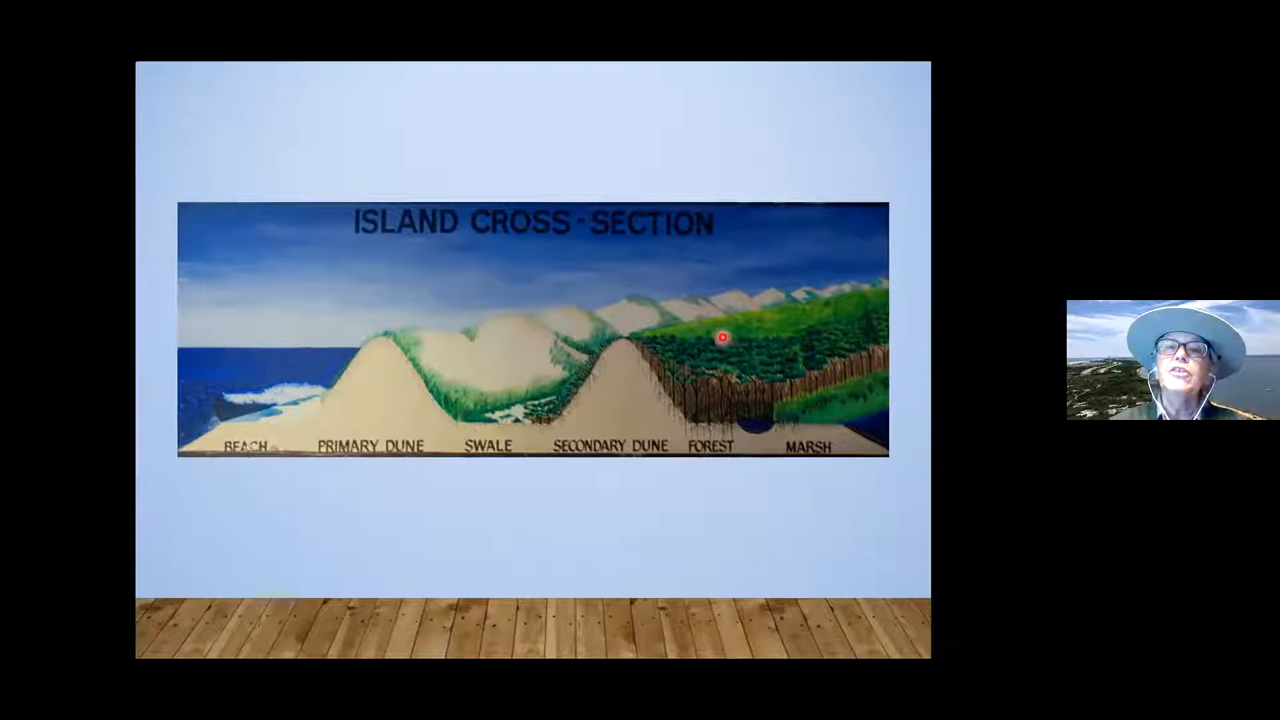 ISLAND CROSS-SECTION
BEACH PRIMARY DUNE SWALE SECONDARY DUNE FOREST MARSH